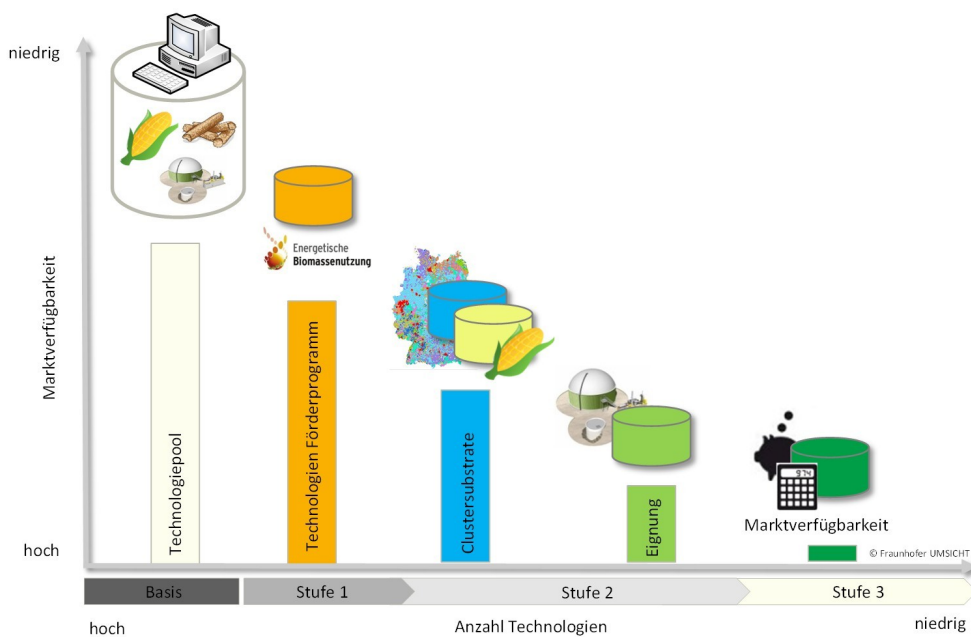 niedrig
Marktverfügbarkeit
hoch
Energetische
Biomassenutzung
Technologiepool
Technologien Förderprogramm
Clustersubstrate
Eignung
974
Marktverfügbarkeit
© Fraunhofer UMSICHT
Basis
Stufe 1
Stufe 2
Stufe 3
hoch
Anzahl Technologien
niedrig